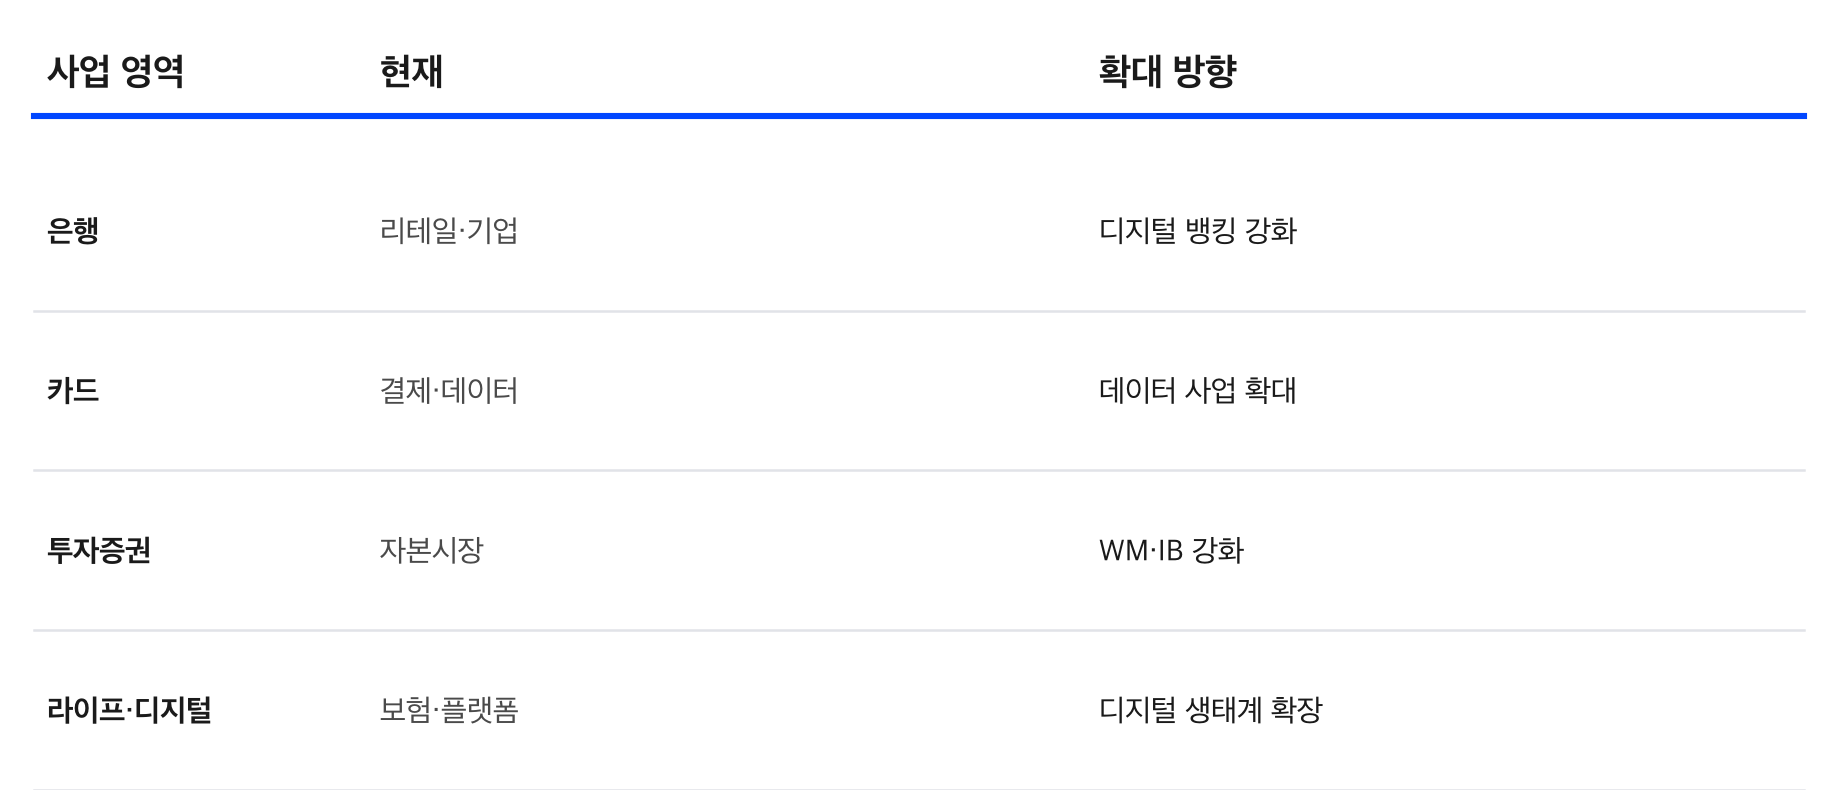 사업 영역 현재 확대 방향
은행 리테일·기업 디지털 뱅킹 강화
카드 결제·데이터 데이터 사업 확대
투자증권 자본시장 WM·IB 강화
라이프·디지털 보험·플랫폼 디지털 생태계 확장